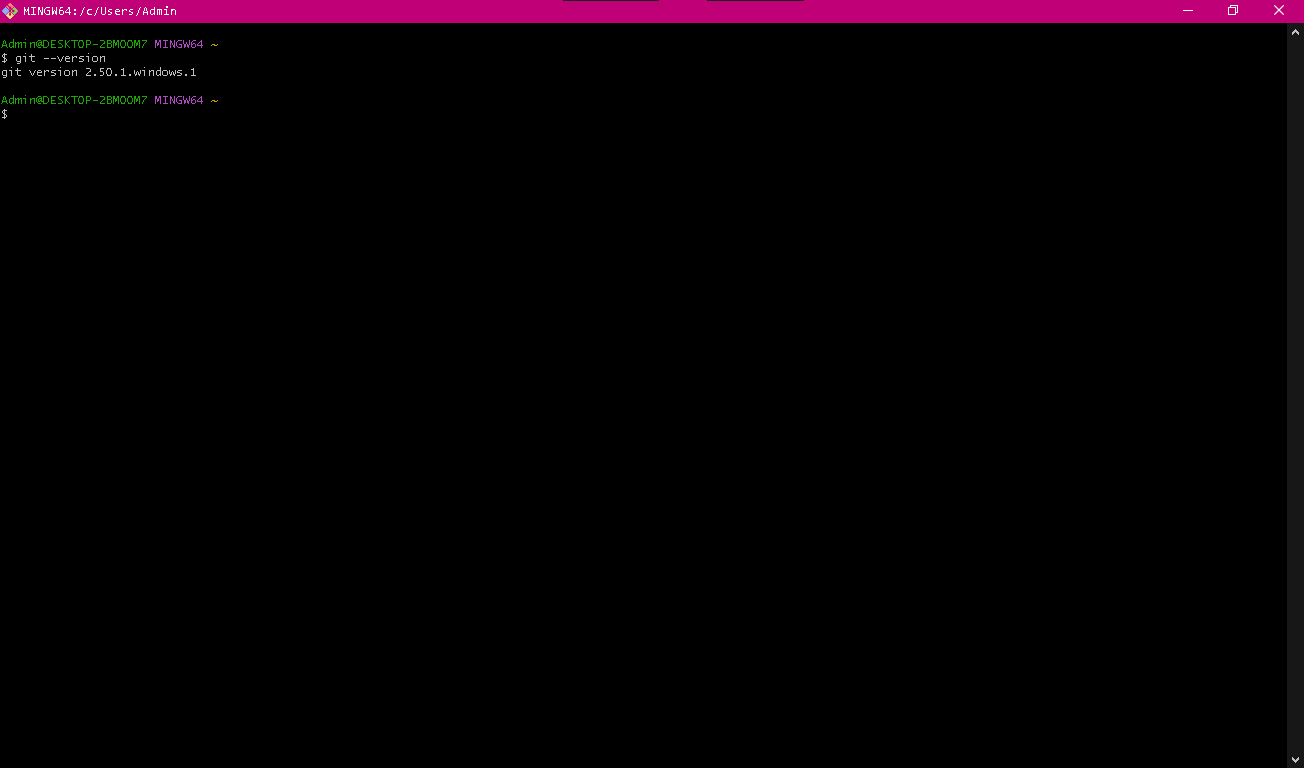 MINGW64:/c/Users/Admin
Admin@DESKTOP-2BMOOM7 MINGW64 ~
$ git --version
git version 2.50.1.windows.1
Admin@DESKTOP-2BMOOM7 MINGW64 ~
$